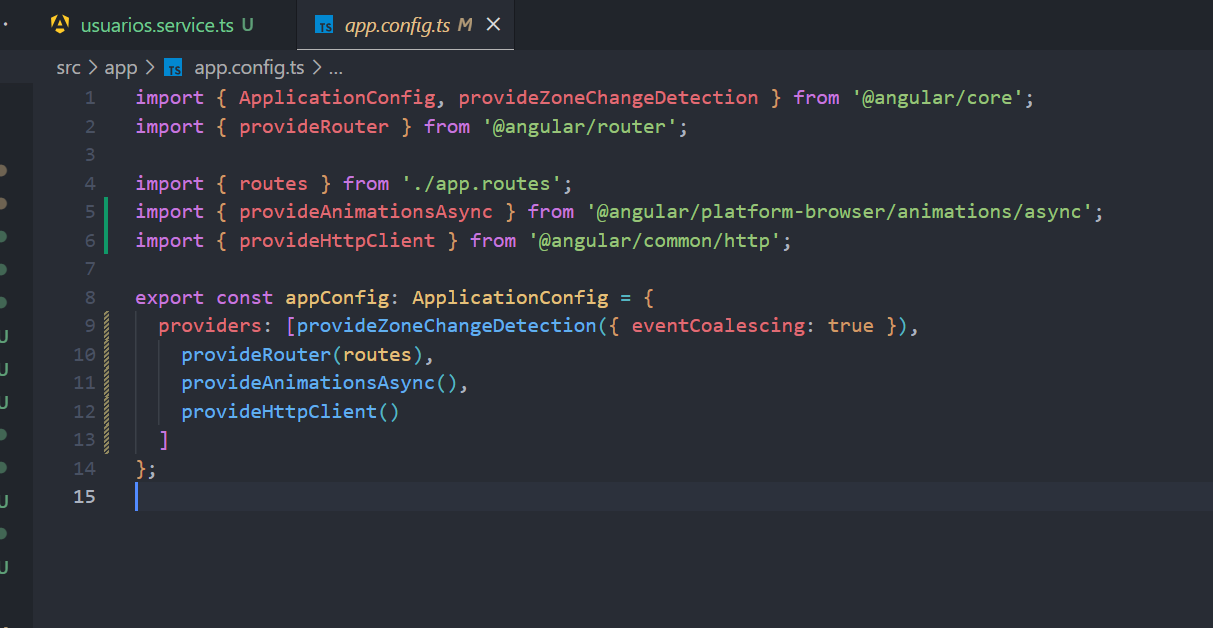 usuarios.service.ts U
TS app.config.ts M
src > app > TS app.config.ts > ...
1 import { ApplicationConfig, provideZoneChangeDetection } from '@angular/core';
2 import { provideRouter } from '@angular/router';
3
4 import { routes } from './app.routes';
5 import { provideAnimationsAsync } from '@angular/platform-browser/animations/async';
6 import { provideHttpClient } from '@angular/common/http';
7
8 export const appConfig: ApplicationConfig = {
9   providers: [provideZoneChangeDetection({ eventCoalescing: true }),
10     provideRouter(routes),
11     provideAnimationsAsync(),
12     provideHttpClient()
13   ]
14 };
15
U
U
U
U
U